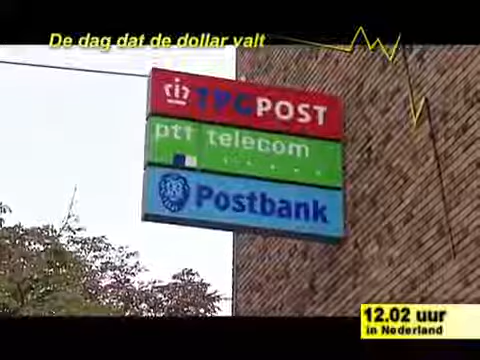 De dag dat de dollar valt
TPG POST
ptt telecom
Postbank
12.02 uur
in Nederland